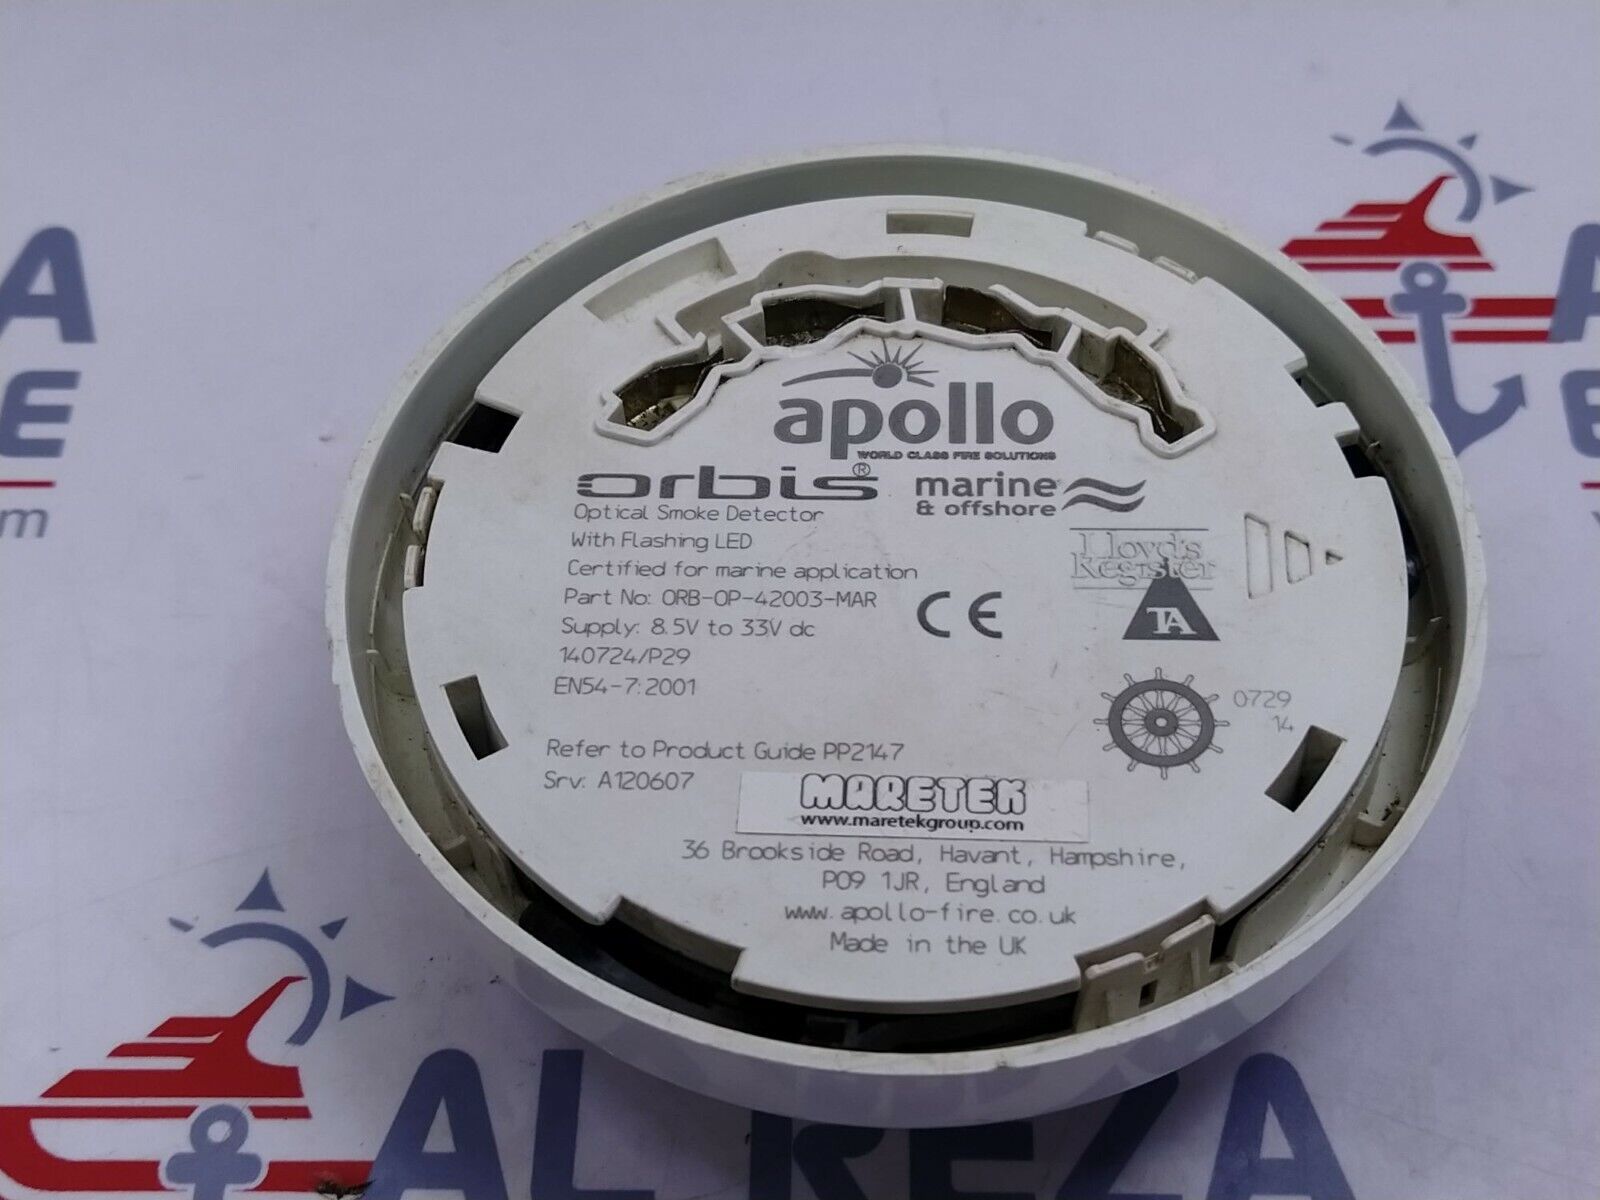 apollo
WORLD CLASS FIRE SOLUTIONS
orbis® marine
& offshore
Optical Smoke Detector
With Flashing LED
Certified for marine application
Part No: ORB-OP-42003-MAR
Supply: 8.5V to 33V dc
140724/P29
EN54-7:2001
CE
Lloyd's
Register
TA
0729
14
Refer to Product Guide PP2147
Srv: A120607
MARETEK
www.maretekgroup.com
36 Brookside Road, Havant, Hampshire,
PO9 1JR, England
www.apollo-fire.co.uk
Made in the UK
AL REZA